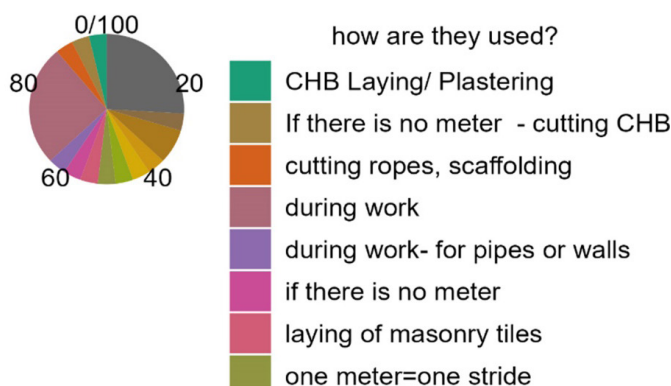 0/100
20
40
60
80
how are they used?
CHB Laying/ Plastering
If there is no meter - cutting CHB
cutting ropes, scaffolding
during work
during work- for pipes or walls
if there is no meter
laying of masonry tiles
one meter=one stride